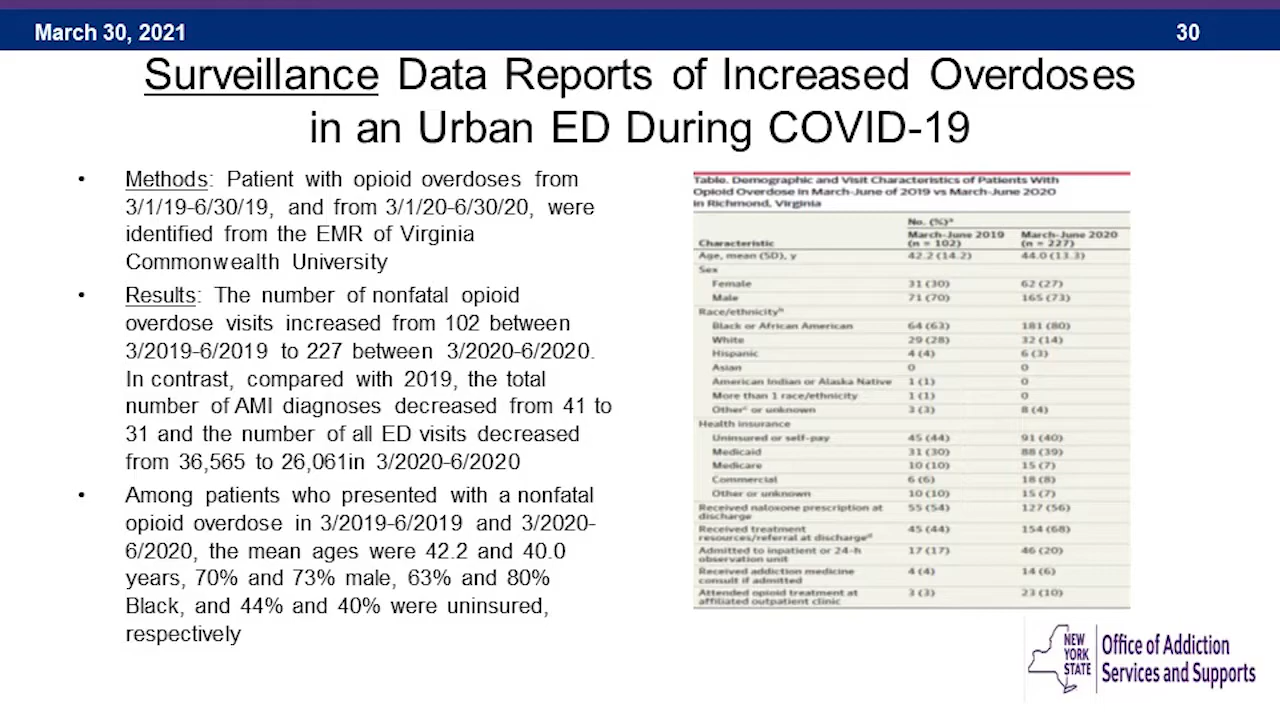 March 30, 2021
30
Surveillance Data Reports of Increased Overdoses
in an Urban ED During COVID-19
• Methods: Patient with opioid overdoses from
3/1/19-6/30/19, and from 3/1/20-6/30/20, were
identified from the EMR of Virginia
Commonwealth University
• Results: The number of nonfatal opioid
overdose visits increased from 102 between
3/2019-6/2019 to 227 between 3/2020-6/2020.
In contrast, compared with 2019, the total
number of AMI diagnoses decreased from 41 to
31 and the number of all ED visits decreased
from 36,565 to 26,061in 3/2020-6/2020
• Among patients who presented with a nonfatal
opioid overdose in 3/2019-6/2019 and 3/2020-
6/2020, the mean ages were 42.2 and 40.0
years, 70% and 73% male, 63% and 80%
Black, and 44% and 40% were uninsured,
respectively
Table. Demographic and Visit Characteristics of Patients With
Opioid Overdose in March-June of 2019 vs March-June 2020
in Richmond, Virginia
No. (%)a
March-June 2019 March-June 2020
Characteristic (n = 102) (n = 227)
Age, mean (SD), y 42.2 (14.2) 44.0 (13.3)
Sex
Female 31 (30) 62 (27)
Male 71 (70) 165 (73)
Race/ethnicityb
Black or African American 64 (63) 181 (80)
White 29 (28) 32 (14)
Hispanic 4 (4) 6 (3)
Asian 0 0
American Indian or Alaska Native 1 (1) 0
More than 1 race/ethnicity 1 (1) 0
Otherc or unknown 3 (3) 8 (4)
Health insurance
Uninsured or self-pay 45 (44) 91 (40)
Medicaid 31 (30) 88 (39)
Medicare 10 (10) 15 (7)
Commercial 6 (6) 18 (8)
Other or unknown 10 (10) 15 (7)
Received naloxone prescription at 55 (54) 127 (56)
discharge
Received treatment 45 (44) 154 (68)
resources/referral at discharged
Admitted to inpatient or 24-h 17 (17) 46 (20)
observation unit
Received addiction medicine 4 (4) 14 (6)
consult if admitted
Attended opioid treatment at 3 (3) 23 (10)
affiliated outpatient clinic
NEW
YORK
STATE
Office of Addiction
Services and Supports